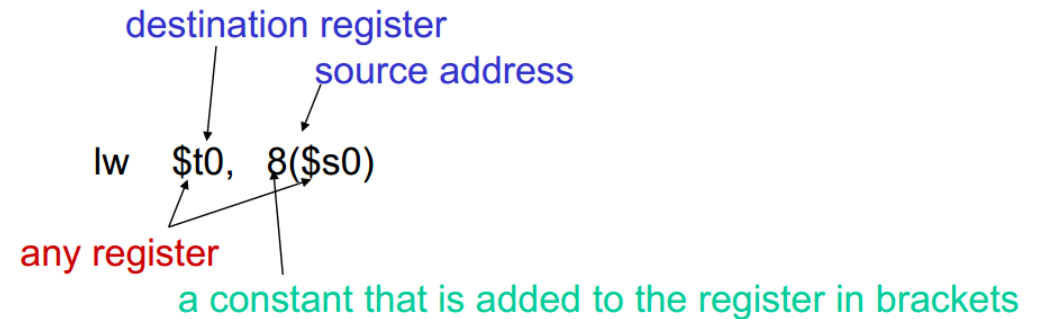 destination register
source address
lw $t0, 8($s0)
any register
a constant that is added to the register in brackets